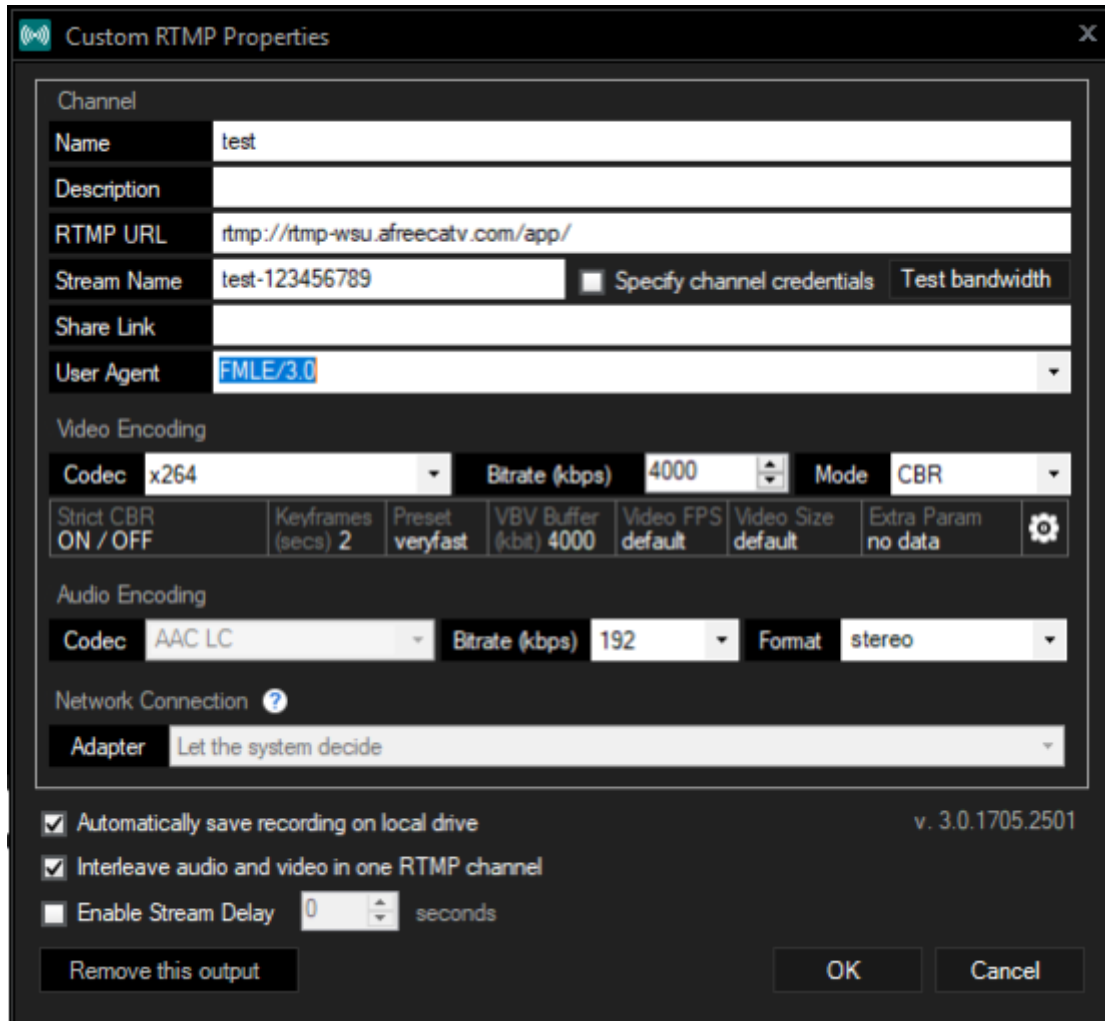 Custom RTMP Properties X
Channel
Name test
Description
RTMP URL rtmp://rtmp-wsu.afreecatv.com/app/
Stream Name test-123456789 Specify channel credentials Test bandwidth
Share Link
User Agent FMLE/3.0
Video Encoding
Codec x264 Bitrate (kbps) 4000 Mode CBR
Strict CBR Keyframes Preset VBV Buffer Video FPS Video Size Extra Param
ON / OFF (secs) 2 veryfast (kbit) 4000 default default no data
Audio Encoding
Codec AAC LC Bitrate (kbps) 192 Format stereo
Network Connection ?
Adapter Let the system decide
Automatically save recording on local drive v. 3.0.1705.2501
Interleave audio and video in one RTMP channel
Enable Stream Delay 0 seconds
Remove this output OK Cancel